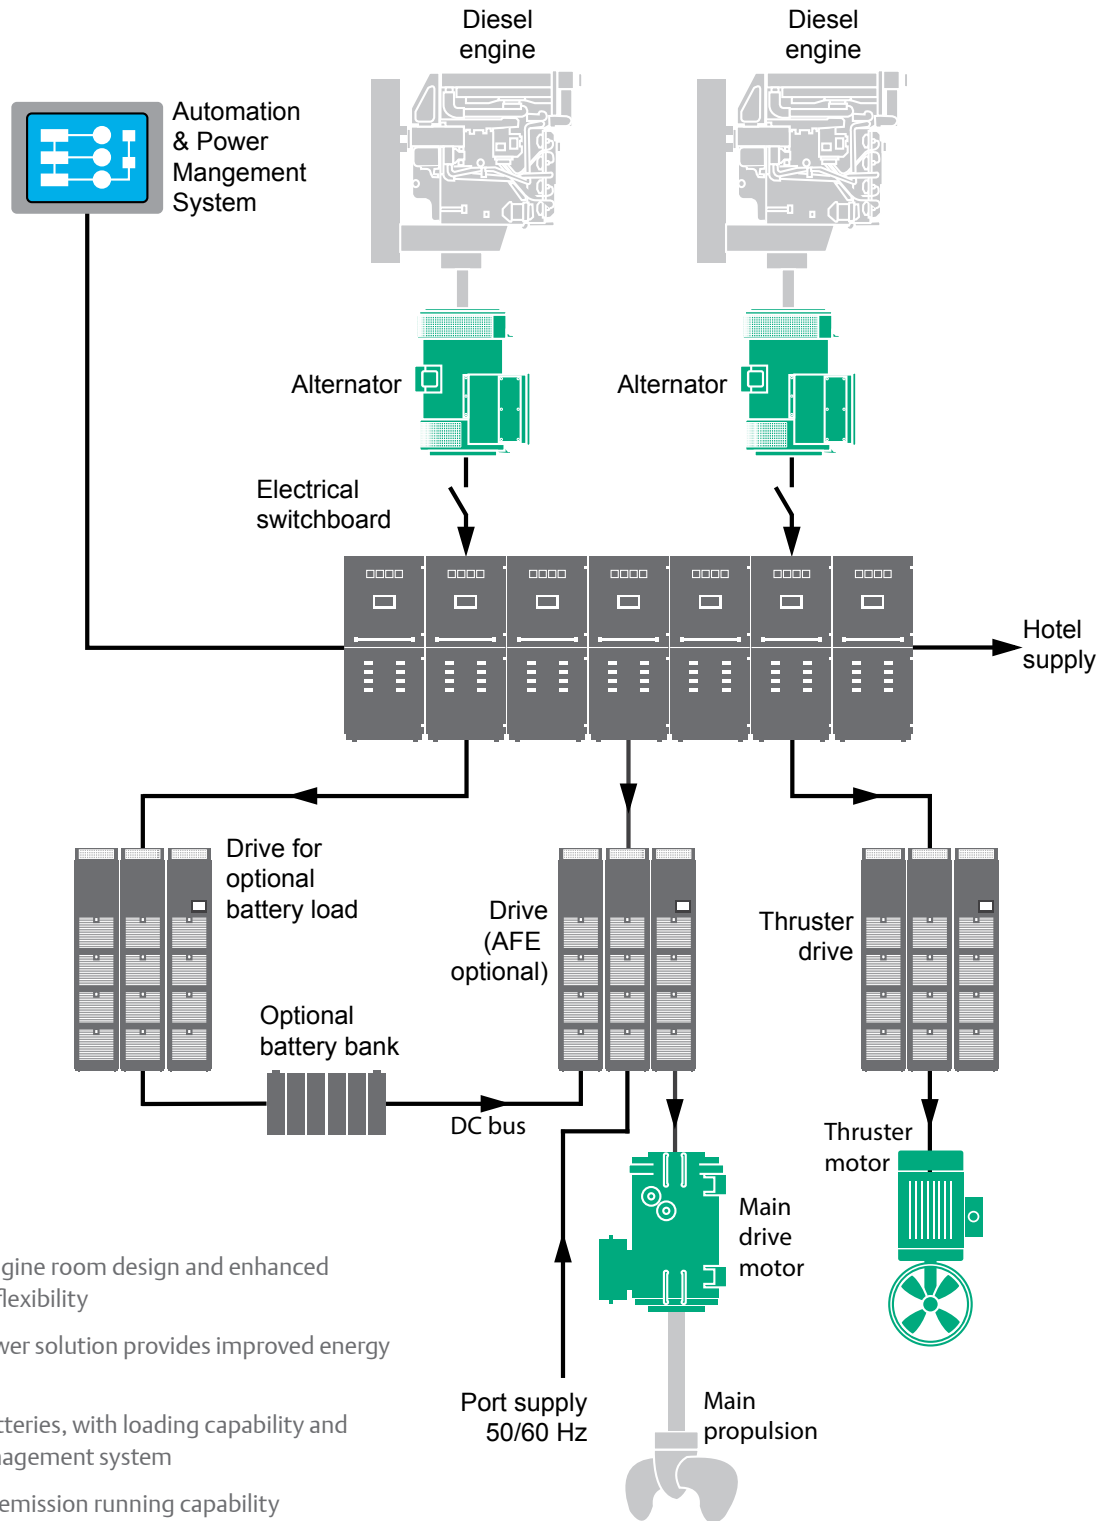 Diesel
engine
Diesel
engine
Automation
& Power
Mangement
System
Alternator
Alternator
Electrical
switchboard
Hotel
supply
Drive for
optional
battery load
Drive
(AFE
optional)
Thruster
drive
Optional
battery bank
DC bus
Thruster
motor
Main
drive
motor
gine room design and enhanced
flexibility
wer solution provides improved energy
Port supply
50/60 Hz
Main
propulsion
tteries, with loading capability and
nagement system
emission running capability